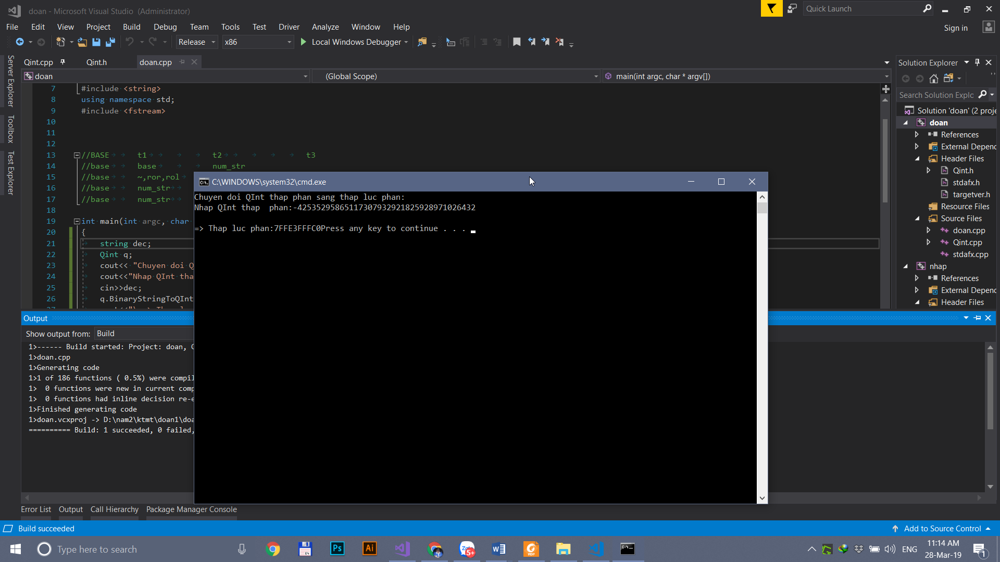 doan - Microsoft Visual Studio (Administrator)
Quick Launch
File Edit View Project Build Debug Team Tools Test Driver Analyze Window Help
Sign in
Release x86 Local Windows Debugger
Server Explorer
Toolbox
Test Explorer
Qint.cpp Qint.h doan.cpp
doan (Global Scope) main(int argc, char * argv[])
7 #include <string>
8 using namespace std;
9 #include <fstream>
10
11
12
13 //BASE t1 t2 t3
14 //base base num_str
15 //base ~,ror,rol
16 //base num_str
17 //base num_str
18
19 int main(int argc, char
20 {
21 string dec;
22 Qint q;
23 cout<< "Chuyen doi Q
24 cout<<"Nhap QInt tha
25 cin>>dec;
26 q.BinaryStringToQInt
C:\WINDOWS\system32\cmd.exe
Chuyen doi QInt thap phan sang thap luc phan:
Nhap QInt thap phan:-42535295865117307932921825928971026432
=> Thap luc phan:7FFE3FFFC0Press any key to continue . . .
Output
Show output from: Build
1>------ Build started: Project: doan, C
1>doan.cpp
1>Generating code
1>1 of 186 functions ( 0.5%) were compil
1> 0 functions were new in current comp
1> 0 functions had inline decision re-e
1>Finished generating code
1>doan.vcxproj -> D:\nam2\ktmt\doan1\doa
========== Build: 1 succeeded, 0 failed,
Error List Output Call Hierarchy Package Manager Console
Solution Explorer
Search Solution Explo
Solution 'doan' (2 proje
doan
References
External Depend
Header Files
Qint.h
stdafx.h
targetver.h
Resource Files
Source Files
doan.cpp
Qint.cpp
stdafx.cpp
nhap
References
External Depend
Header Files
Build succeeded
Add to Source Control
Type here to search
ENG
11:14 AM
28-Mar-19
1